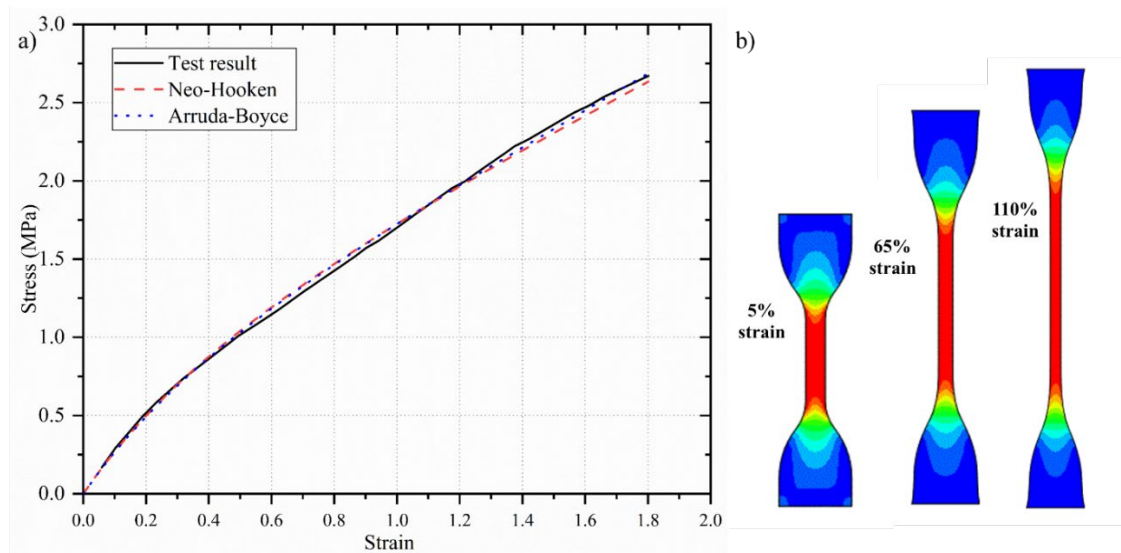 a)
Test result
Neo-Hooken
Arruda-Boyce
Stress (MPa)
3.0
2.5
2.0
1.5
1.0
0.5
0.0
0.0 0.2 0.4 0.6 0.8 1.0 1.2 1.4 1.6 1.8 2.0
Strain
b)
5%
strain
65%
strain
110%
strain